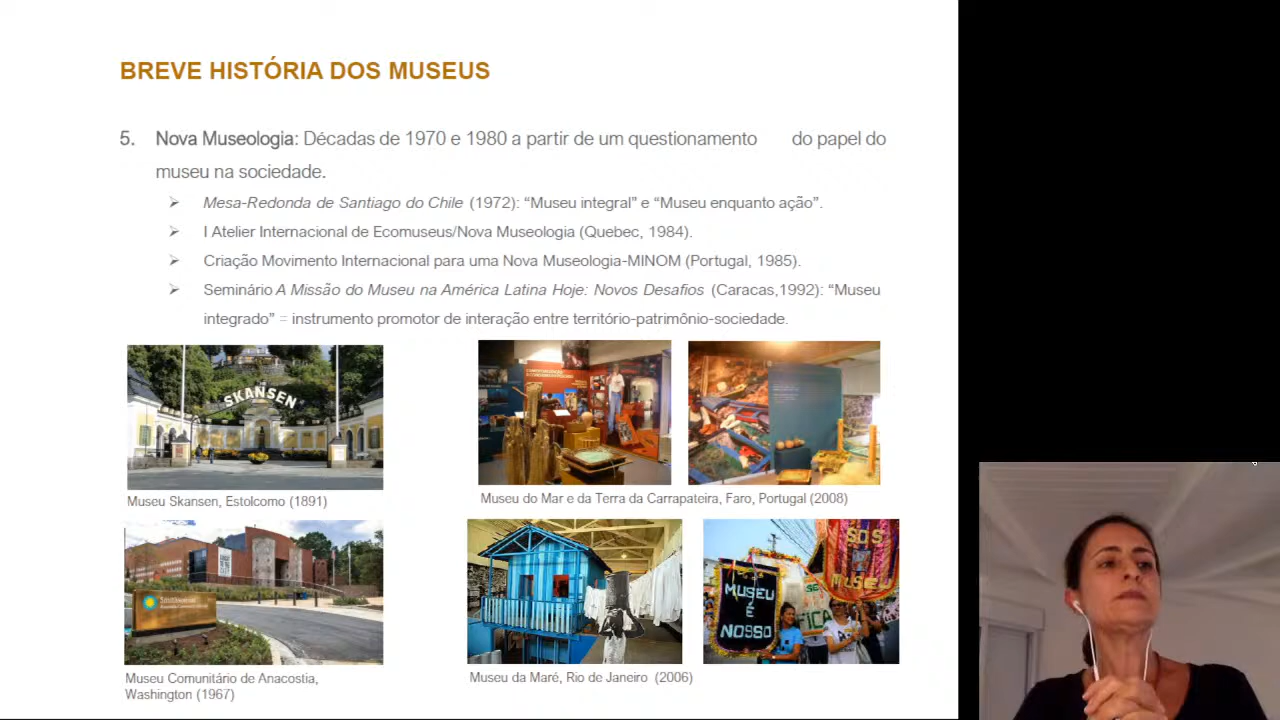 BREVE HISTÓRIA DOS MUSEUS
5. Nova Museologia: Décadas de 1970 e 1980 a partir de um questionamento do papel do
museu na sociedade.
Mesa-Redonda de Santiago do Chile (1972): “Museu integral” e “Museu enquanto ação”.
I Atelier Internacional de Ecomuseus/Nova Museologia (Quebec, 1984).
Criação Movimento Internacional para uma Nova Museologia-MINOM (Portugal, 1985).
Seminário A Missão do Museu na América Latina Hoje: Novos Desafios (Caracas,1992): “Museu
integrado” = instrumento promotor de interação entre território-patrimônio-sociedade.
SKANSEN
Museu Skansen, Estolcomo (1891)
Museu do Mar e da Terra da Carrapateira, Faro, Portugal (2008)
Smithsonian
MUSEU
É
NOSSO
FICA
SOS
MUSEU
Museu Comunitário de Anacostia,
Washington (1967)
Museu da Maré, Rio de Janeiro (2006)